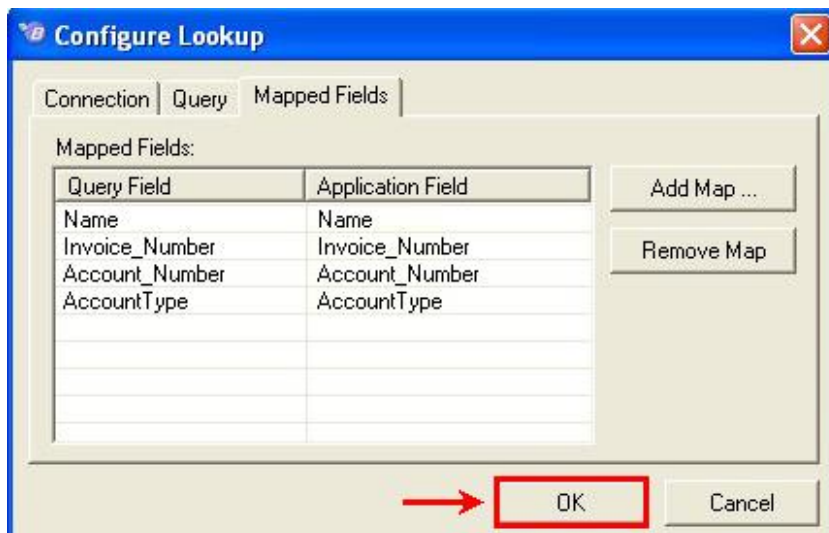 Configure Lookup
Connection Query Mapped Fields
Mapped Fields:
Query Field Application Field
Name Name
Invoice_Number Invoice_Number
Account_Number Account_Number
AccountType AccountType
Add Map ...
Remove Map
OK Cancel